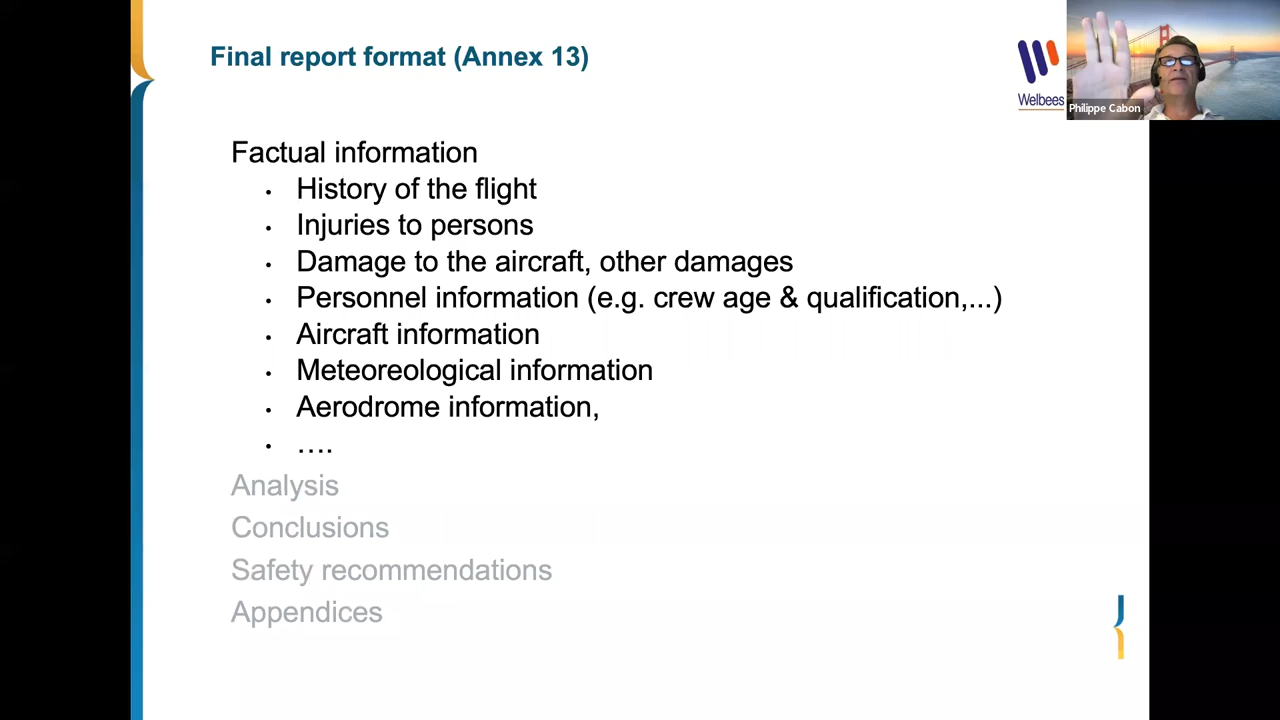 Final report format (Annex 13)
Welbees
Philippe Cabon
Factual information
• History of the flight
• Injuries to persons
• Damage to the aircraft, other damages
• Personnel information (e.g. crew age & qualification,...)
• Aircraft information
• Meteoreological information
• Aerodrome information,
• ….
Analysis
Conclusions
Safety recommendations
Appendices